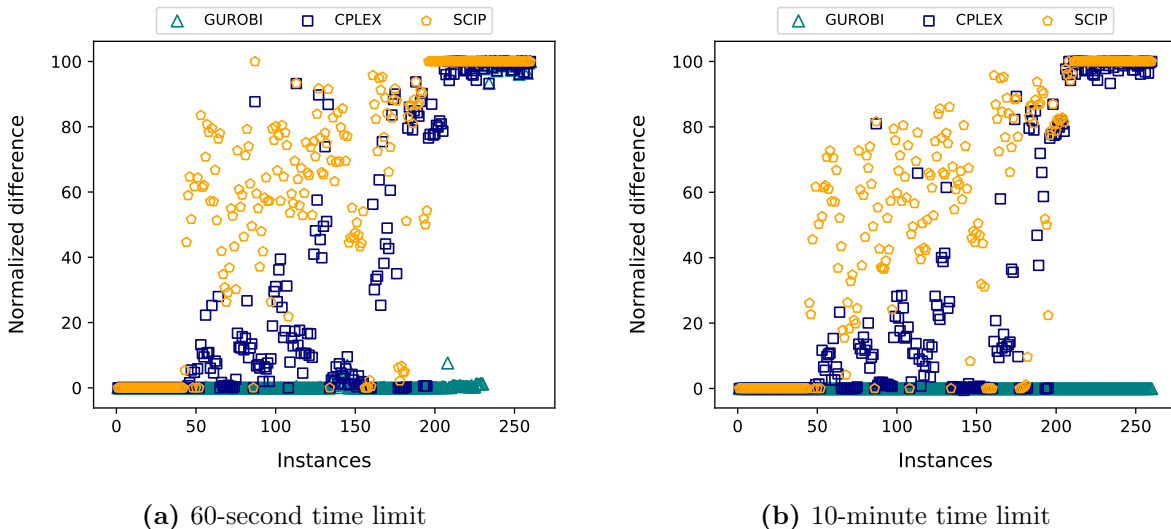 GUROBI CPLEX SCIP
100
80
60
40
20
0
Normalized difference
0 50 100 150 200 250
Instances
(a) 60-second time limit
GUROBI CPLEX SCIP
100
80
60
40
20
0
Normalized difference
0 50 100 150 200 250
Instances
(b) 10-minute time limit